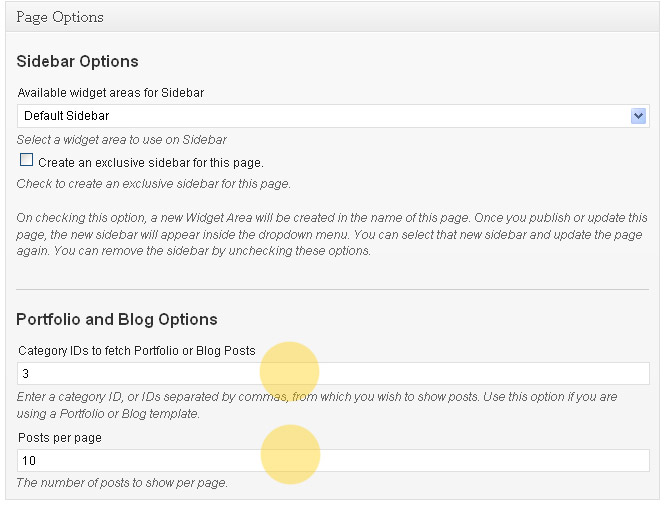 Page Options
Sidebar Options
Available widget areas for Sidebar
Default Sidebar
Select a widget area to use on Sidebar
Create an exclusive sidebar for this page.
Check to create an exclusive sidebar for this page.
On checking this option, a new Widget Area will be created in the name of this page. Once you publish or update this
page, the new sidebar will appear inside the dropdown menu. You can select that new sidebar and update the page
again. You can remove the sidebar by unchecking these options.
Portfolio and Blog Options
Category IDs to fetch Portfolio or Blog Posts
3
Enter a category ID, or IDs separated by commas, from which you wish to show posts. Use this option if you are
using a Portfolio or Blog template.
Posts per page
10
The number of posts to show per page.